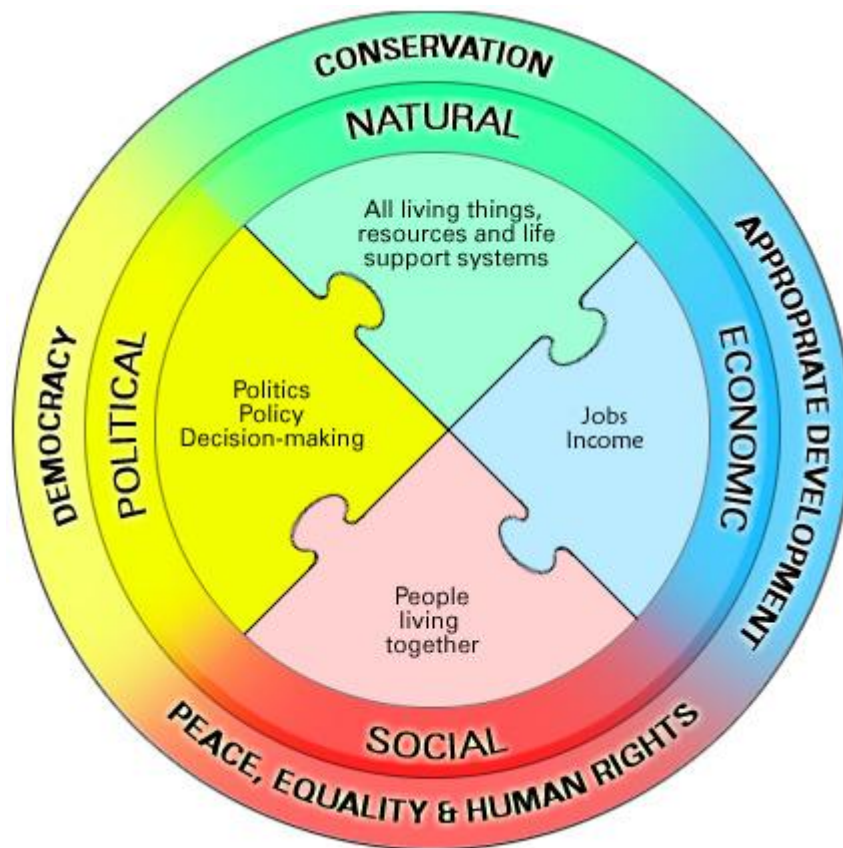 CONSERVATION
NATURAL
All living things,
resources and life
support systems
DEMOCRACY
POLITICAL
Politics
Policy
Decision-making
Jobs
Income
ECONOMIC
APPROPRIATE DEVELOPMENT
People
living
together
SOCIAL
PEACE, EQUALITY & HUMAN RIGHTS